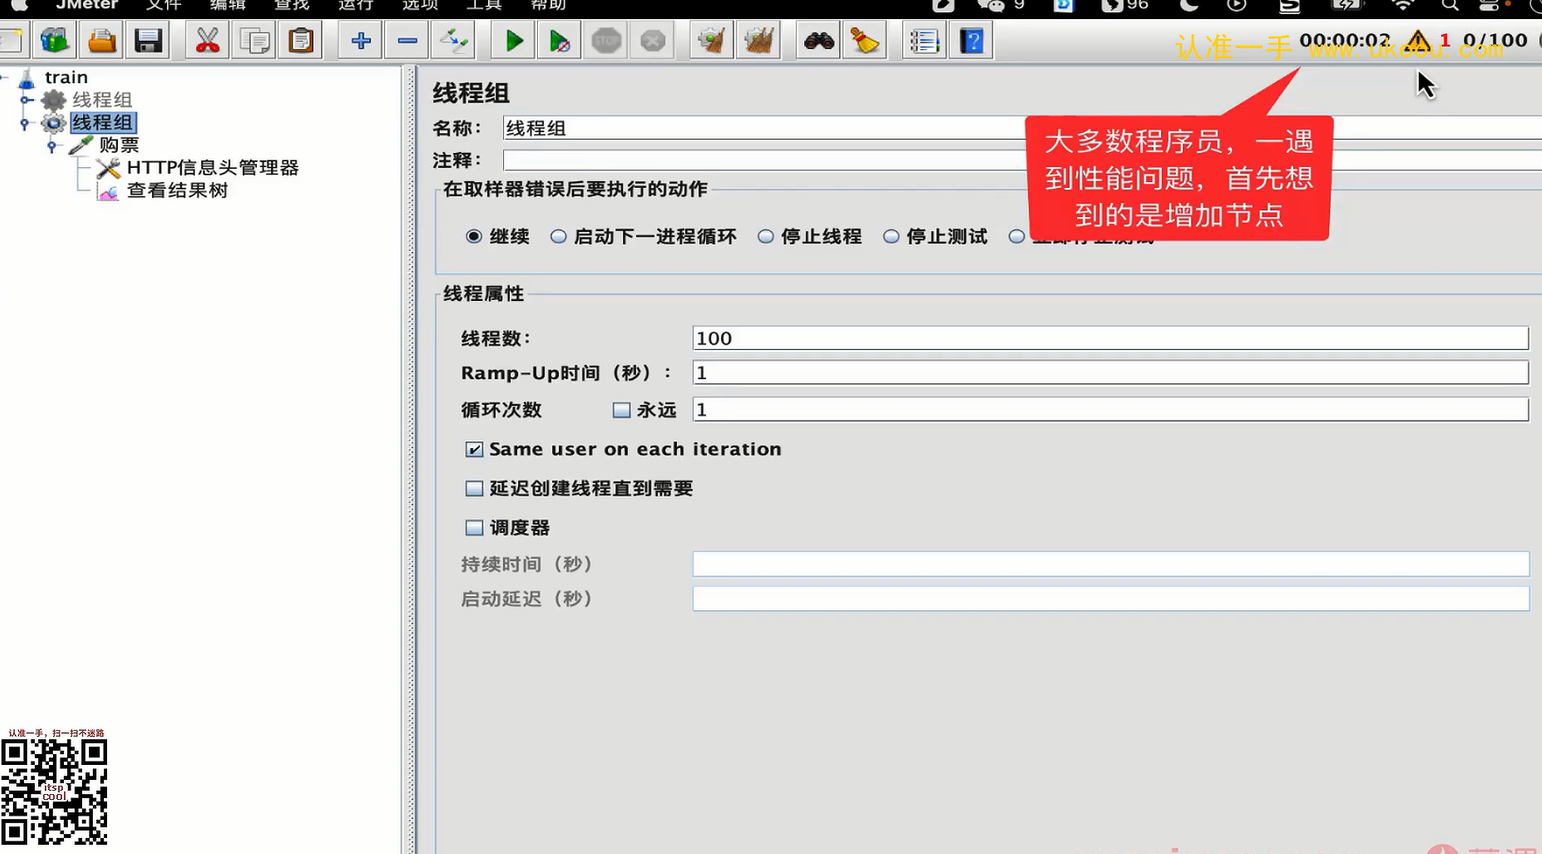 JMeter 文件 编辑 查找 运行 选项 工具 帮助 9 96
STOP 00:00:02 1 0/100
认准一手 www.ukoou.com
train
线程组
线程组
购票
HTTP信息头管理器
查看结果树
线程组
名称： 线程组
注释：
大多数程序员，一遇
到性能问题，首先想
到的是增加节点
在取样器错误后要执行的动作
继续 启动下一进程循环 停止线程 停止测试 立即停止测试
线程属性
线程数： 100
Ramp-Up时间（秒）： 1
循环次数 永远 1
Same user on each iteration
延迟创建线程直到需要
调度器
持续时间（秒）
启动延迟（秒）
认准一手，扫一扫不迷路
itsp
cool